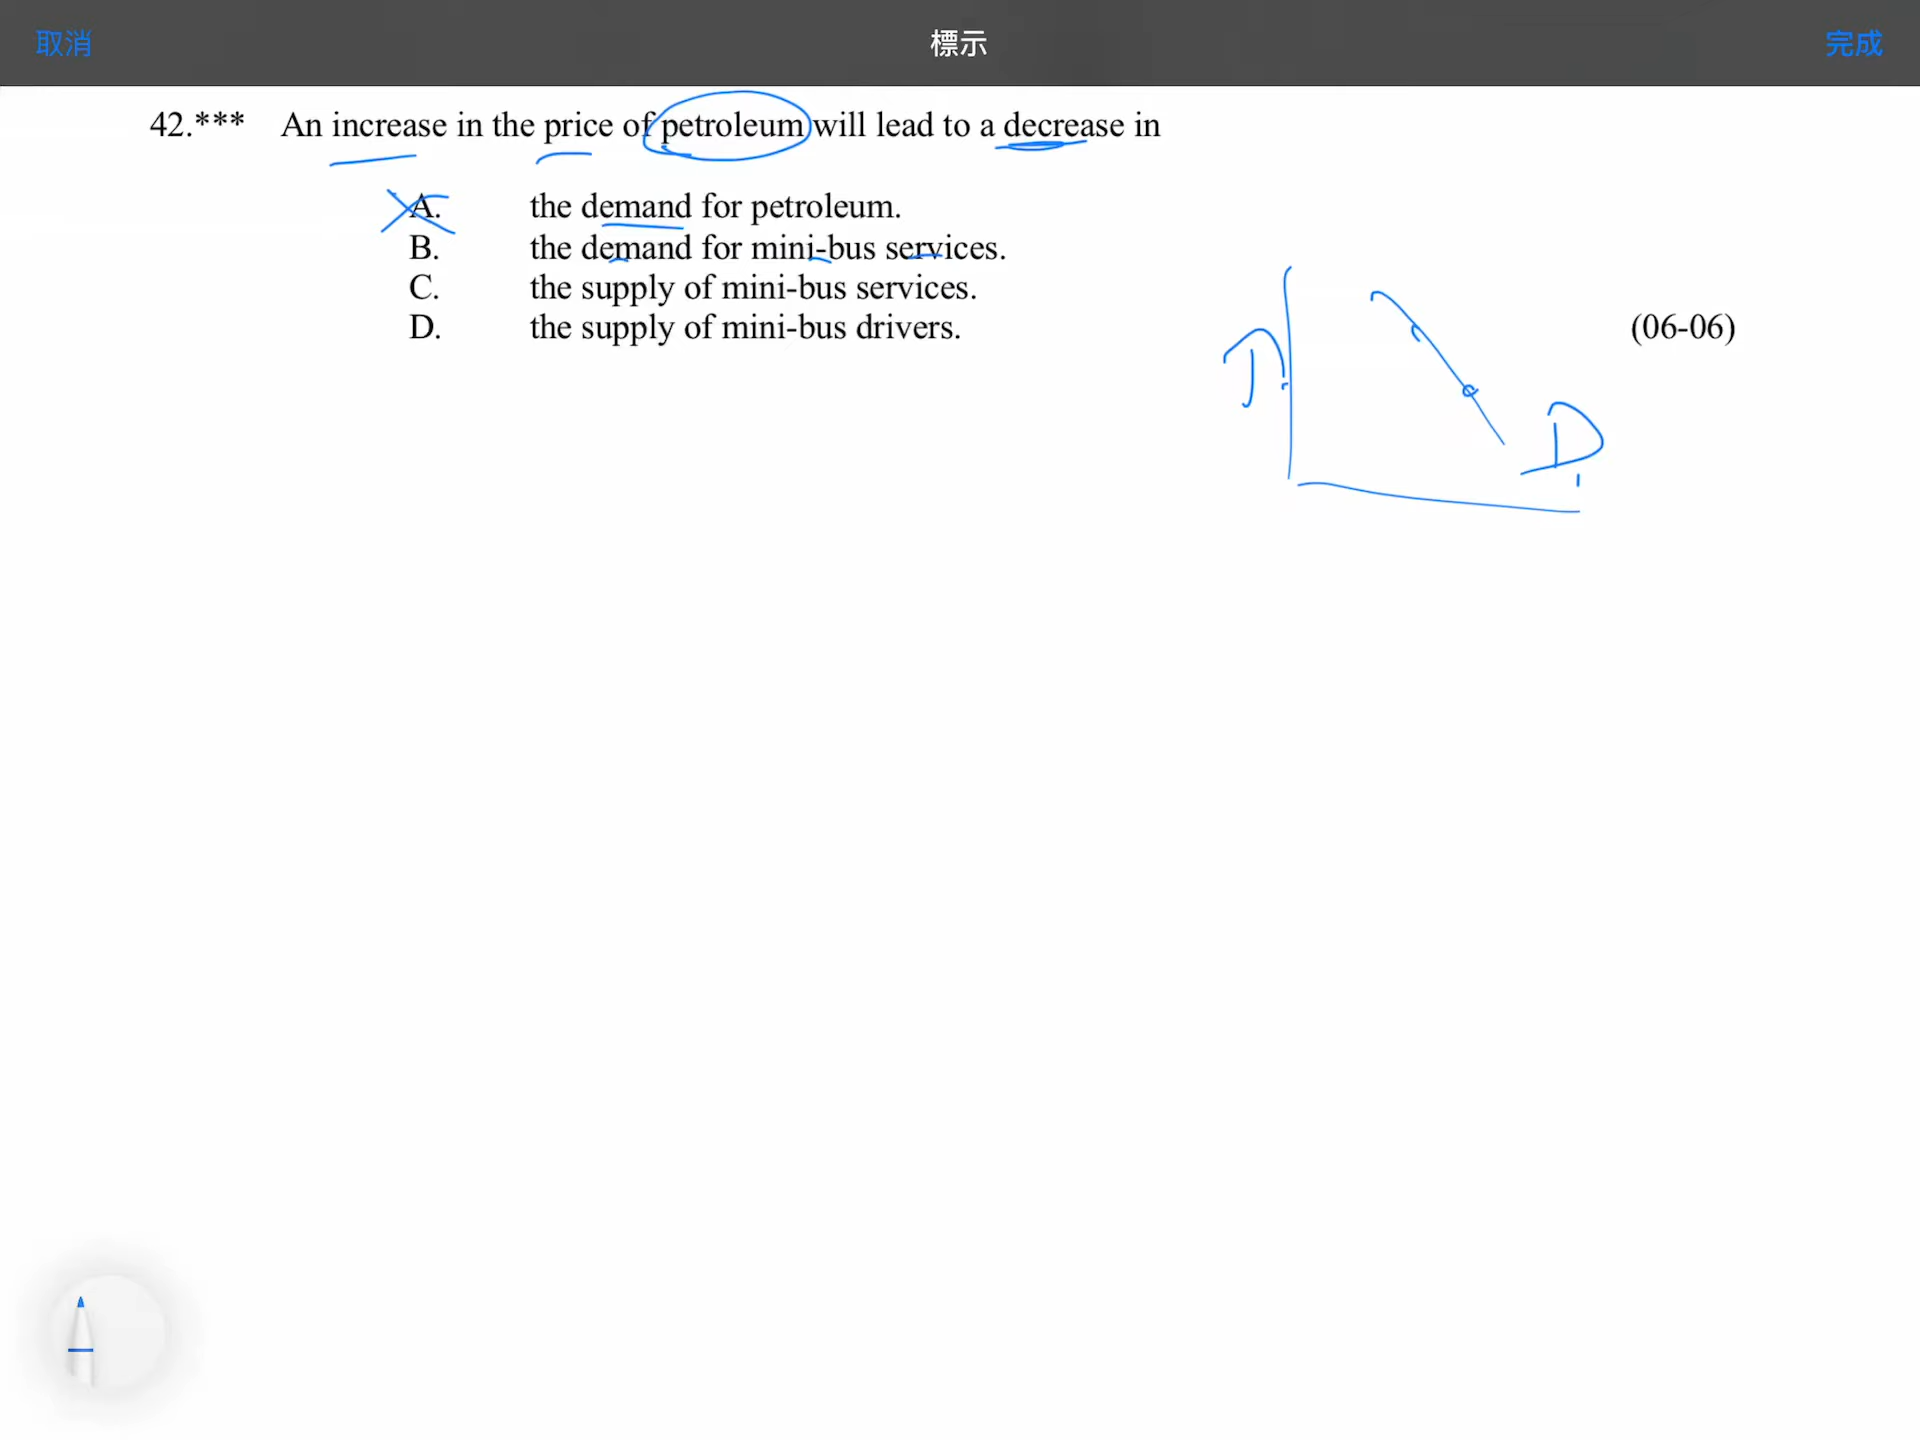 取消 標示 完成
42.*** An increase in the price of petroleum will lead to a decrease in
A. the demand for petroleum.
B. the demand for mini-bus services.
C. the supply of mini-bus services.
D. the supply of mini-bus drivers. (06-06)
P
D